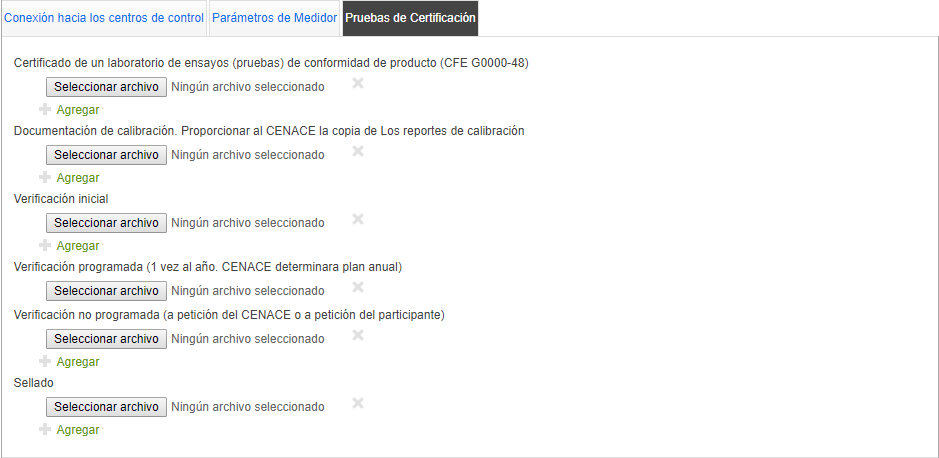 Conexión hacia los centros de control Parámetros de Medidor Pruebas de Certificación
Certificado de un laboratorio de ensayos (pruebas) de conformidad de producto (CFE G0000-48)
Seleccionar archivo Ningún archivo seleccionado
Agregar
Documentación de calibración. Proporcionar al CENACE la copia de Los reportes de calibración
Seleccionar archivo Ningún archivo seleccionado
Agregar
Verificación inicial
Seleccionar archivo Ningún archivo seleccionado
Agregar
Verificación programada (1 vez al año. CENACE determinara plan anual)
Seleccionar archivo Ningún archivo seleccionado
Verificación no programada (a petición del CENACE o a petición del participante)
Seleccionar archivo Ningún archivo seleccionado
Agregar
Sellado
Seleccionar archivo Ningún archivo seleccionado
Agregar